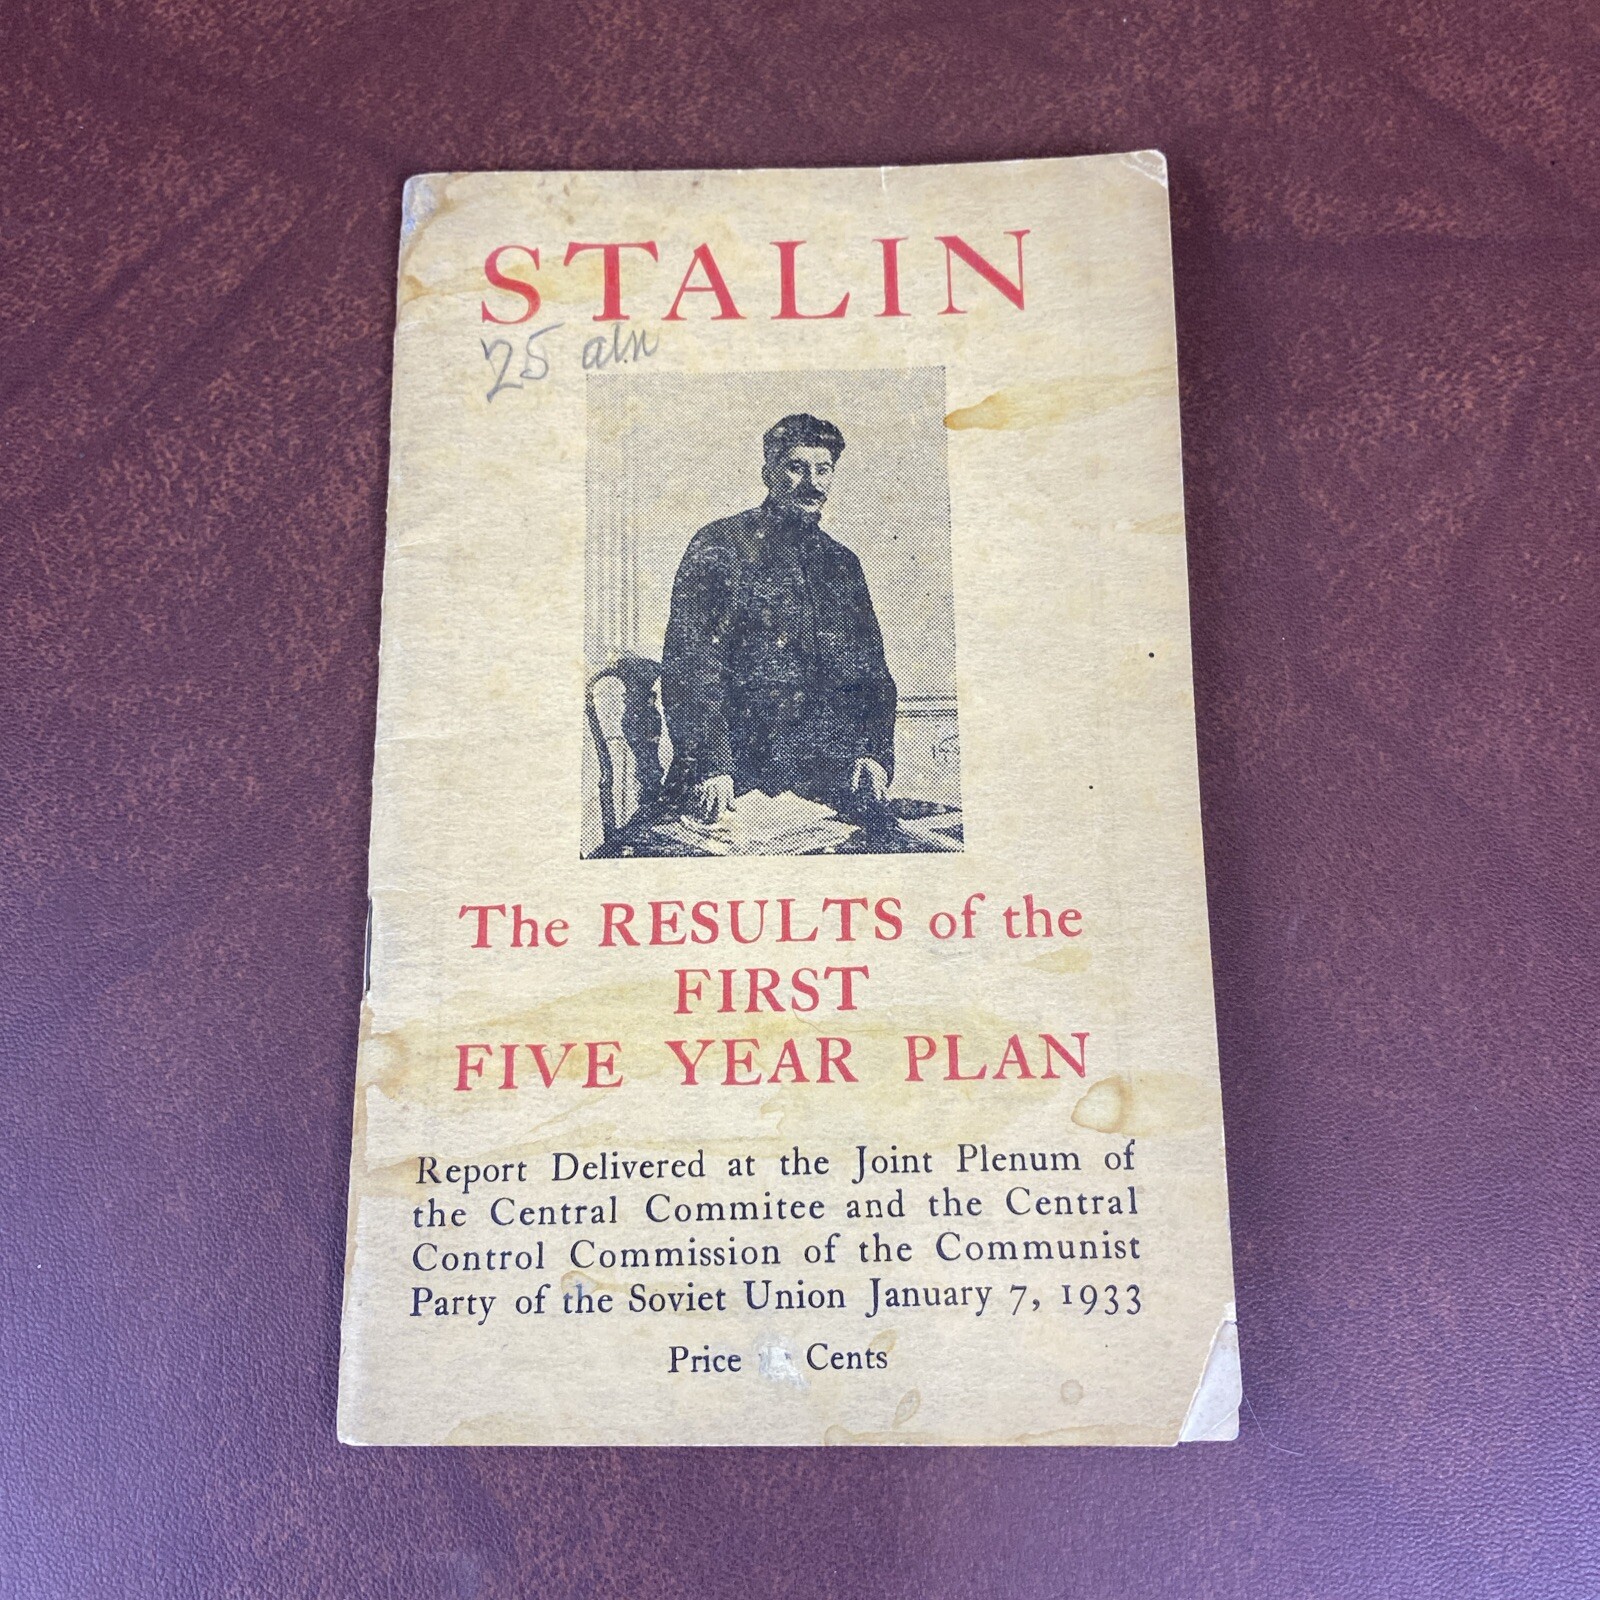 STALIN
25
The RESULTS of the
FIRST
FIVE YEAR PLAN
Report Delivered at the Joint Plenum of
the Central Commitee and the Central
Control Commission of the Communist
Party of the Soviet Union January 7, 1933
Price Cents